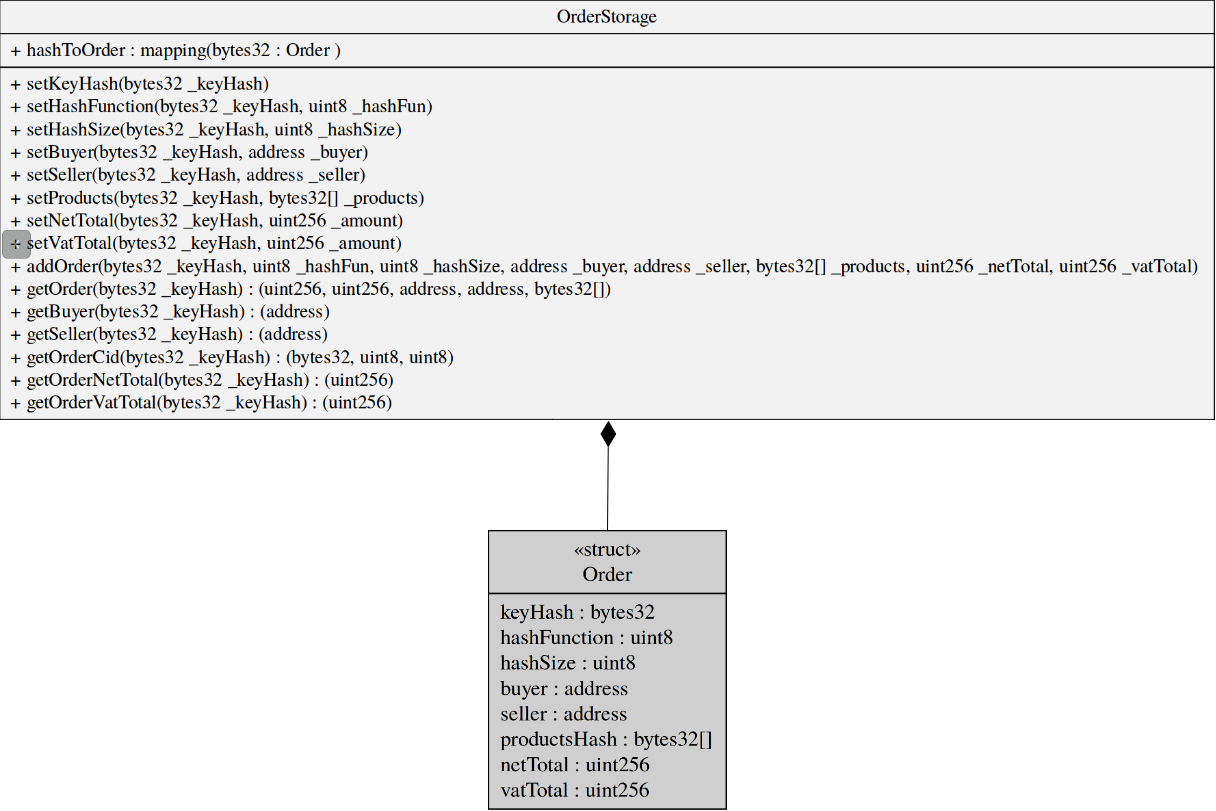 OrderStorage
+ hashToOrder : mapping(bytes32 : Order )
+ setKeyHash(bytes32 _keyHash)
+ setHashFunction(bytes32 _keyHash, uint8 _hashFun)
+ setHashSize(bytes32 _keyHash, uint8 _hashSize)
+ setBuyer(bytes32 _keyHash, address _buyer)
+ setSeller(bytes32 _keyHash, address _seller)
+ setProducts(bytes32 _keyHash, bytes32[] _products)
+ setNetTotal(bytes32 _keyHash, uint256 _amount)
+ setVatTotal(bytes32 _keyHash, uint256 _amount)
+ addOrder(bytes32 _keyHash, uint8 _hashFun, uint8 _hashSize, address _buyer, address _seller, bytes32[] _products, uint256 _netTotal, uint256 _vatTotal)
+ getOrder(bytes32 _keyHash) : (uint256, uint256, address, address, bytes32[])
+ getBuyer(bytes32 _keyHash) : (address)
+ getSeller(bytes32 _keyHash) : (address)
+ getOrderCid(bytes32 _keyHash) : (bytes32, uint8, uint8)
+ getOrderNetTotal(bytes32 _keyHash) : (uint256)
+ getOrderVatTotal(bytes32 _keyHash) : (uint256)
«struct»
Order
keyHash : bytes32
hashFunction : uint8
hashSize : uint8
buyer : address
seller : address
productsHash : bytes32[]
netTotal : uint256
vatTotal : uint256